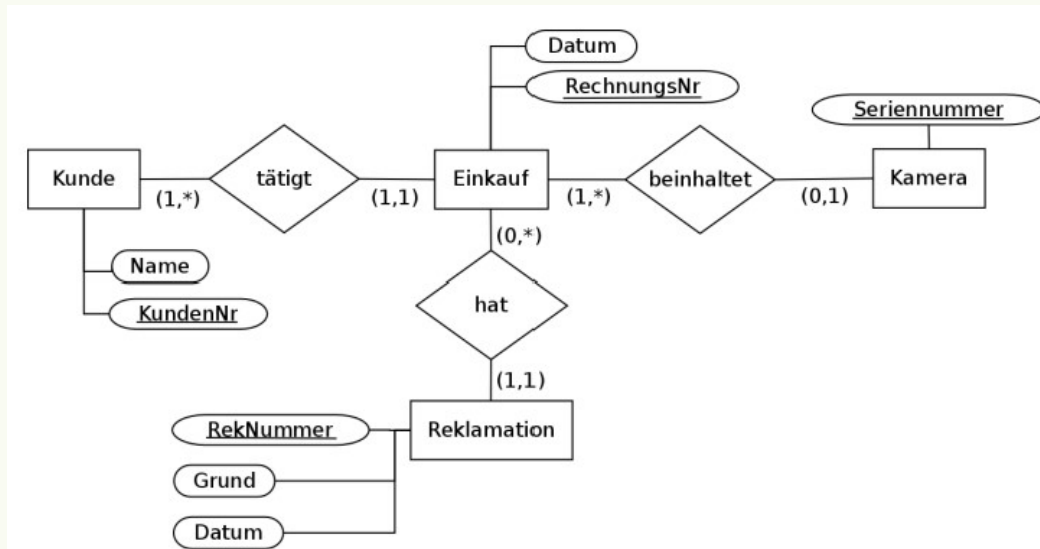 Datum
RechnungsNr
Seriennummer
Kunde
tätigt
Einkauf
beinhaltet
Kamera
(1,*)
(1,1)
(1,*)
(0,1)
(0,*)
Name
KundenNr
hat
(1,1)
RekNummer
Reklamation
Grund
Datum